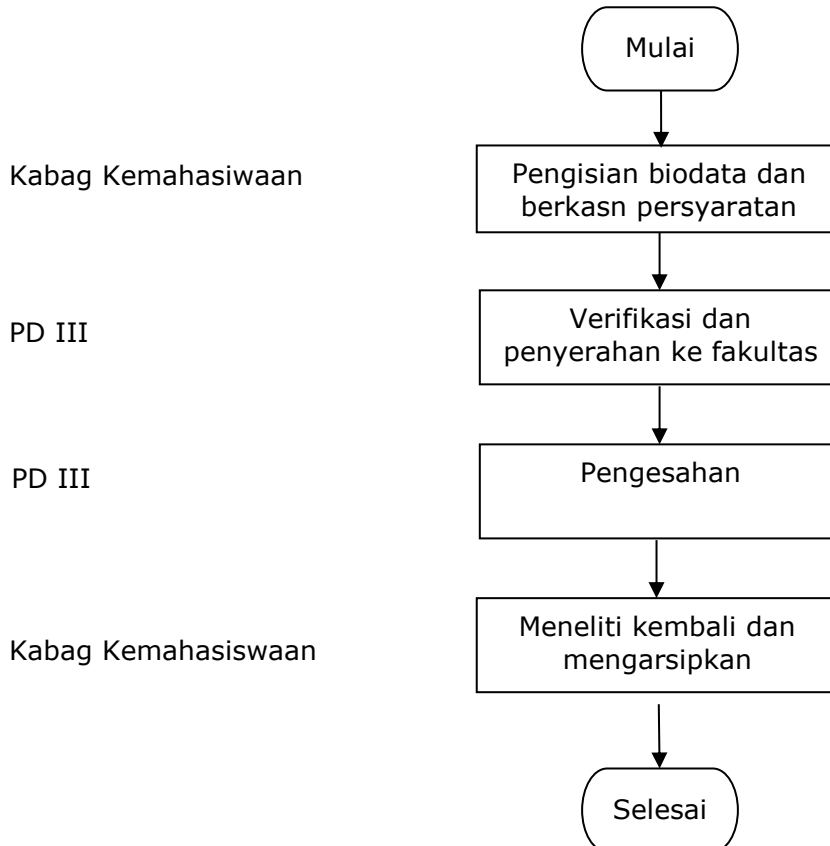 Mulai
Kabag Kemahasiwaan
Pengisian biodata dan
berkasn persyaratan
PD III
Verifikasi dan
penyerahan ke fakultas
PD III
Pengesahan
Kabag Kemahasiswaan
Meneliti kembali dan
mengarsipkan
Selesai